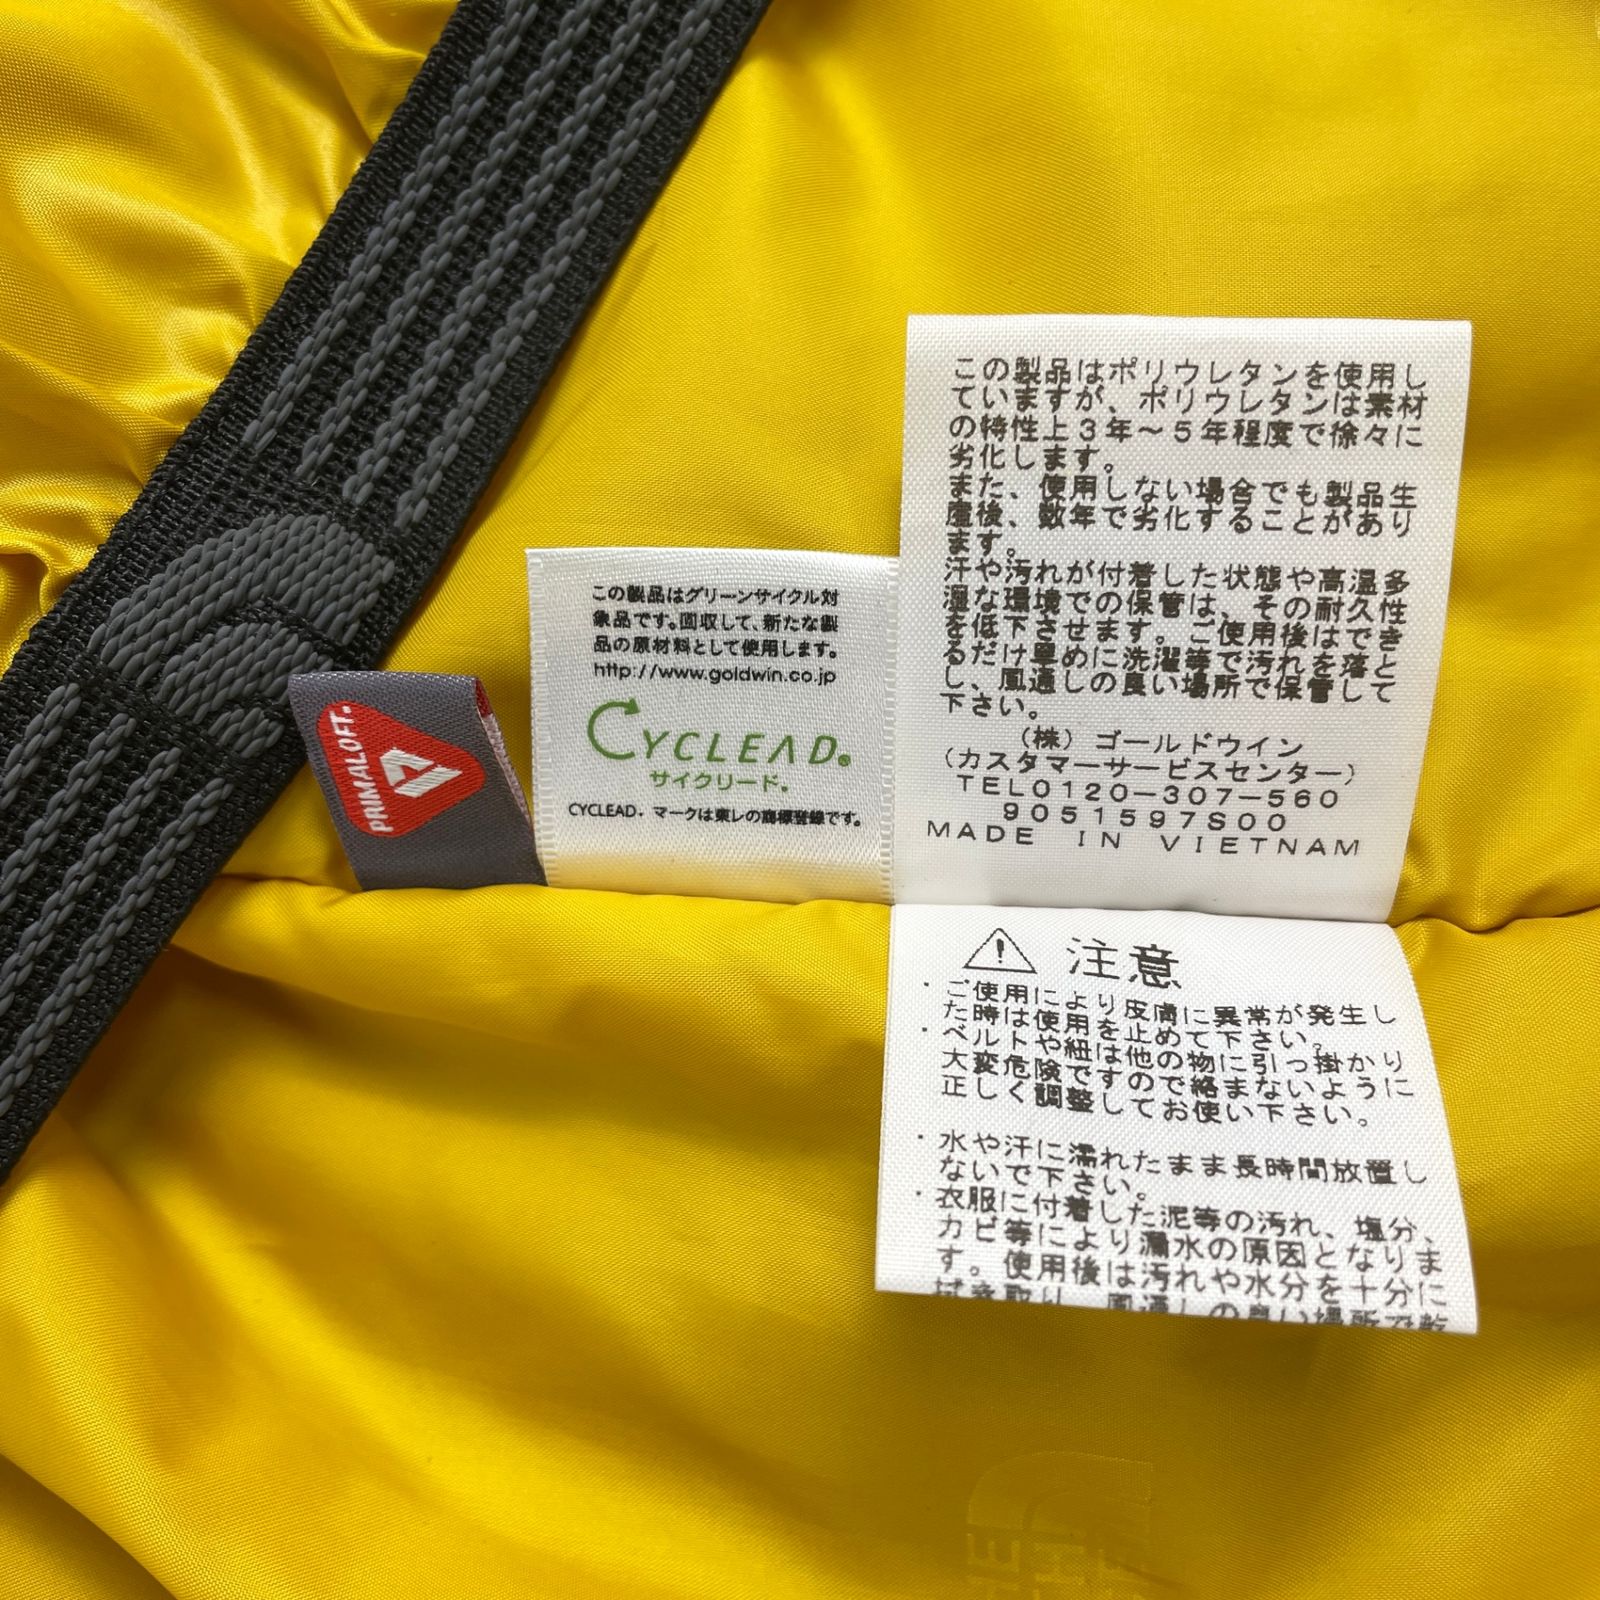 PRIMALOFT®
この製品はグリーンサイクル対
象品です。回収して、新たな製
品の原材料として使用します。
http://www.goldwin.co.jp
CYCLEAD®
サイクリード®
CYCLEAD。マークは東レの商標登録です。
この製品はポリウレタンを使用し
ていますが、ポリウレタンは素材
の特性上3年~5年程度で徐々に
劣化します。
また、使用しない場合でも製品生
産後、数年で劣化することがあり
ます。
汗や汚れが付着した状態や高温多
湿な環境での保管は、その耐久性
を低下させます。ご使用後はでき
るだけ早めに洗濯等で汚れを落と
し、風通しの良い場所で保管して
下さい。
(株)ゴールドウイン
(カスタマーサービスセンター)
TEL0120-307-560
9051597S00
MADE IN VIETNAM
注意
・ご使用により皮膚に異常が発生し
た時は使用を止めて下さい。
・ベルトや紐は他の物に引っ掛かり
大変危険ですので絡まないように
正しく調整してお使い下さい。
・水や汗に濡れたまま長時間放置し
ないで下さい。
・衣服に付着した泥等の汚れ、塩分、
カビ等により漏水の原因となりま
す。使用後は汚れや水分を十分に
拭き取り、風通しの良い場所で乾